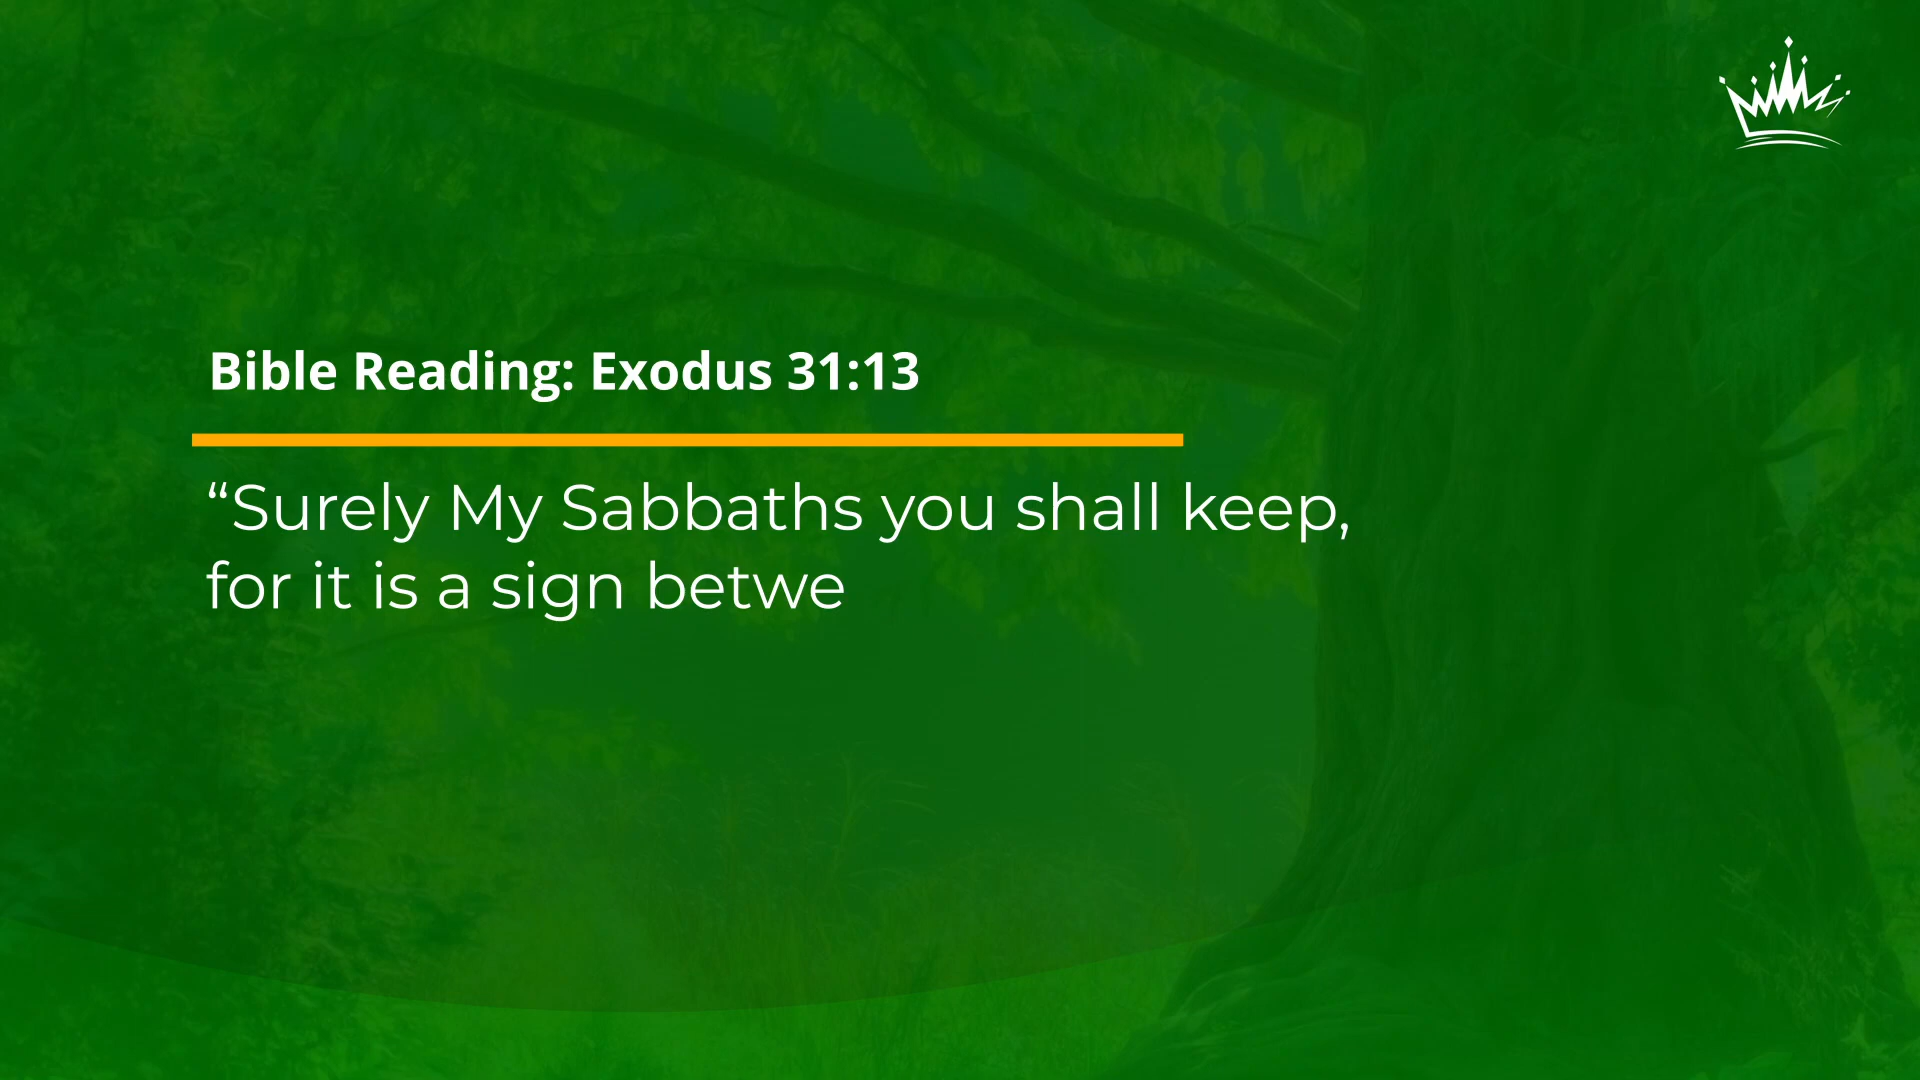 Bible Reading: Exodus 31:13
“Surely My Sabbaths you shall keep,
for it is a sign betwe